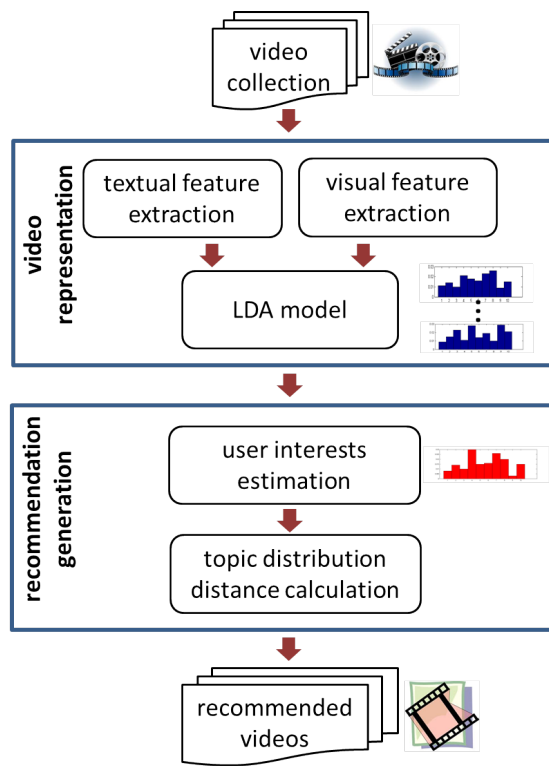 video
collection
video
representation
textual feature
extraction
visual feature
extraction
LDA model
recommendation
generation
user interests
estimation
topic distribution
distance calculation
recommended
videos